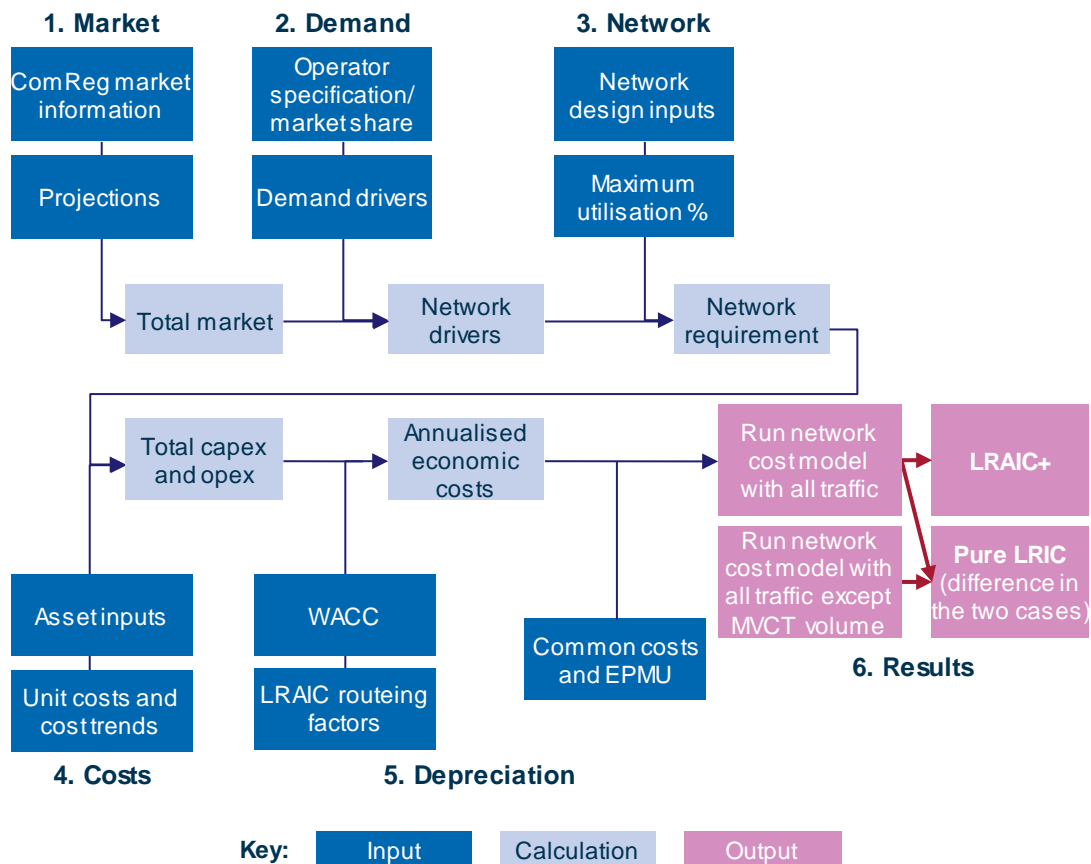 1. Market
2. Demand
3. Network
ComReg market
information
Operator
specification/
market share
Network
design inputs
Projections
Demand drivers
Maximum
utilisation %
Total market
Network
drivers
Network
requirement
Total capex
and opex
Annualised
economic
costs
Run network
cost model
with all traffic
LRAIC+
Run network
cost model with
all traffic except
MVCT volume
Pure LRIC
(difference in
the two cases)
Asset inputs
WACC
Common costs
and EPMU
6. Results
Unit costs and
cost trends
LRAIC routeing
factors
4. Costs
5. Depreciation
Key:
Input
Calculation
Output